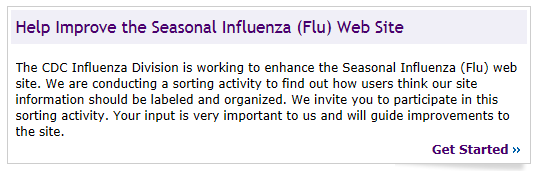 Help Improve the Seasonal Influenza (Flu) Web Site
The CDC Influenza Division is working to enhance the Seasonal Influenza (Flu) web
site. We are conducting a sorting activity to find out how users think our site
information should be labeled and organized. We invite you to participate in this
sorting activity. Your input is very important to us and will guide improvements to
the site.
Get Started »